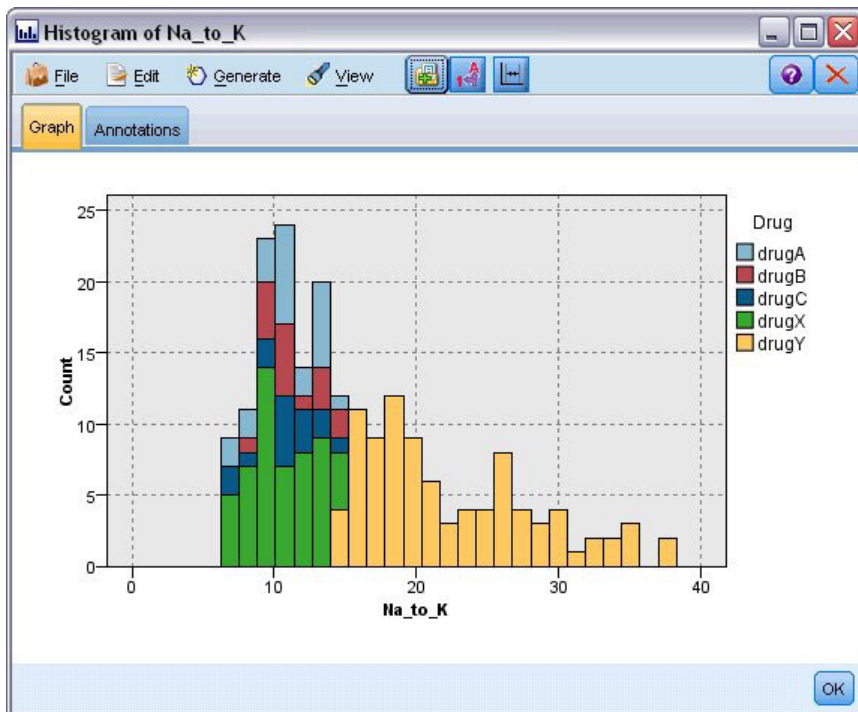 Histogram of Na_to_K
File Edit Generate View
Graph Annotations
25
20
15
10
5
0
Count
0 10 20 30 40
Na_to_K
Drug
drugA
drugB
drugC
drugX
drugY
OK